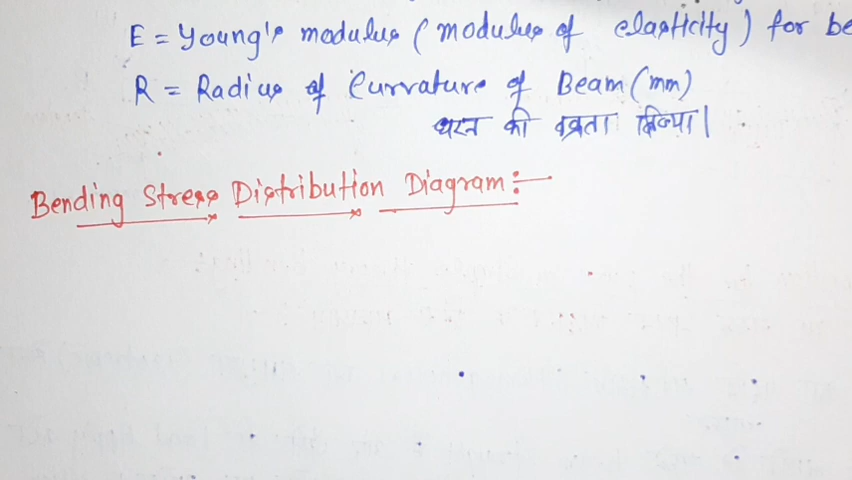 E = Young's modulus (modulus of elasticity) for be
R = Radius of Curvature of Beam (mm)
धरन की वक्रता त्रिज्या।
Bending Stress Distribution Diagram:-